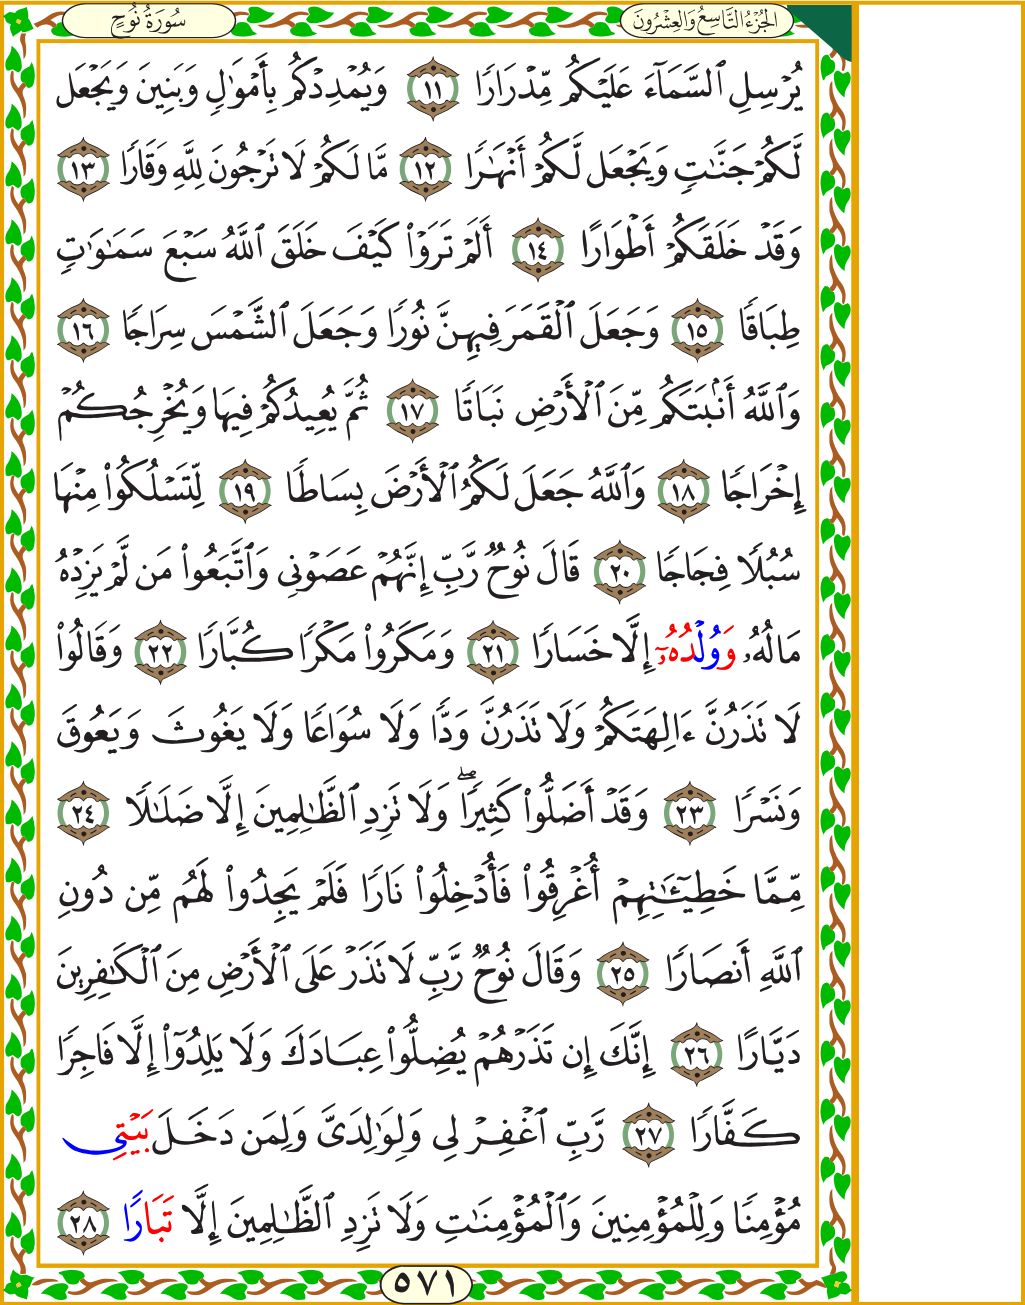 الجُزْءُ التَّاسِعُ وَالعِشْرُونَ
سُورَةُ نُوحٍ
يُرْسِلِ ٱلسَّمَآءَ عَلَيْكُم مِّدْرَارًا ١١ وَيُمْدِدْكُم بِأَمْوَٰلٍ وَبَنِينَ وَيَجْعَل
لَّكُمْ جَنَّـٰتٍ وَيَجْعَل لَّكُمْ أَنْهَـٰرًا ١٢ مَّا لَكُمْ لَا تَرْجُونَ لِلَّهِ وَقَارًا ١٣
وَقَدْ خَلَقَكُمْ أَطْوَارًا ١٤ أَلَمْ تَرَوْا۟ كَيْفَ خَلَقَ ٱللَّهُ سَبْعَ سَمَـٰوَٰتٍ
طِبَاقًا ١٥ وَجَعَلَ ٱلْقَمَرَ فِيهِنَّ نُورًا وَجَعَلَ ٱلشَّمْسَ سِرَاجًا ١٦
وَٱللَّهُ أَنۢبَتَكُم مِّنَ ٱلْأَرْضِ نَبَاتًا ١٧ ثُمَّ يُعِيدُكُمْ فِيهَا وَيُخْرِجُكُمْ
إِخْرَاجًا ١٨ وَٱللَّهُ جَعَلَ لَكُمُ ٱلْأَرْضَ بِسَاطًا ١٩ لِّتَسْلُكُوا۟ مِنْهَا
سُبُلًا فِجَاجًا ٢٠ قَالَ نُوحٌ رَّبِّ إِنَّهُمْ عَصَوْنِى وَٱتَّبَعُوا۟ مَن لَّمْ يَزِدْهُ
مَالُهُۥ وَوُلْدُهُۥٓ إِلَّا خَسَارًا ٢١ وَمَكَرُوا۟ مَكْرًا كُبَّارًا ٢٢ وَقَالُوا۟
لَا تَذَرُنَّ ءَالِهَتَكُمْ وَلَا تَذَرُنَّ وَدًّا وَلَا سُوَاعًا وَلَا يَغُوثَ وَيَعُوقَ
وَنَسْرًا ٢٣ وَقَدْ أَضَلُّوا۟ كَثِيرًا ۖ وَلَا تَزِدِ ٱلظَّـٰلِمِينَ إِلَّا ضَلَـٰلًا ٢٤
مِّمَّا خَطِيٓـَٔـٰتِهِمْ أُغْرِقُوا۟ فَأُدْخِلُوا۟ نَارًا فَلَمْ يَجِدُوا۟ لَهُم مِّن دُونِ
ٱللَّهِ أَنصَارًا ٢٥ وَقَالَ نُوحٌ رَّبِّ لَا تَذَرْ عَلَى ٱلْأَرْضِ مِنَ ٱلْكَـٰفِرِينَ
دَيَّارًا ٢٦ إِنَّكَ إِن تَذَرْهُمْ يُضِلُّوا۟ عِبَادَكَ وَلَا يَلِدُوٓا۟ إِلَّا فَاجِرًا
كَفَّارًا ٢٧ رَّبِّ ٱغْفِرْ لِى وَلِوَٰلِدَىَّ وَلِمَن دَخَلَ بَيْتِى
مُؤْمِنًا وَلِلْمُؤْمِنِينَ وَٱلْمُؤْمِنَـٰتِ وَلَا تَزِدِ ٱلظَّـٰلِمِينَ إِلَّا تَبَارًا ٢٨
٥٧١